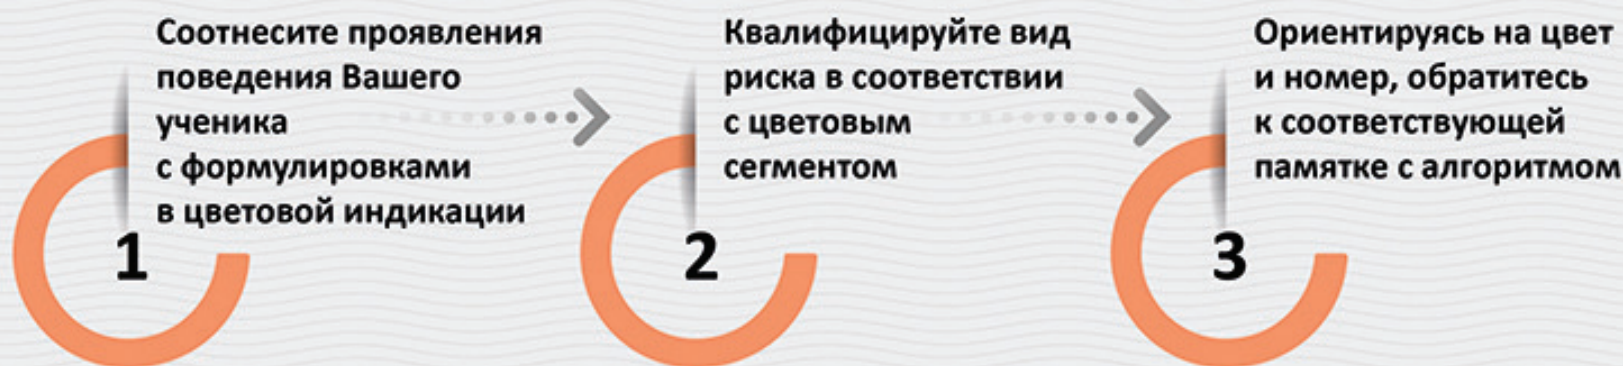 Соотнесите проявления
поведения Вашего
ученика
с формулировками
в цветовой индикации
1
Квалифицируйте вид
риска в соответствии
с цветовым
сегментом
2
Ориентируясь на цвет
и номер, обратитесь
к соответствующей
памятке с алгоритмом
3